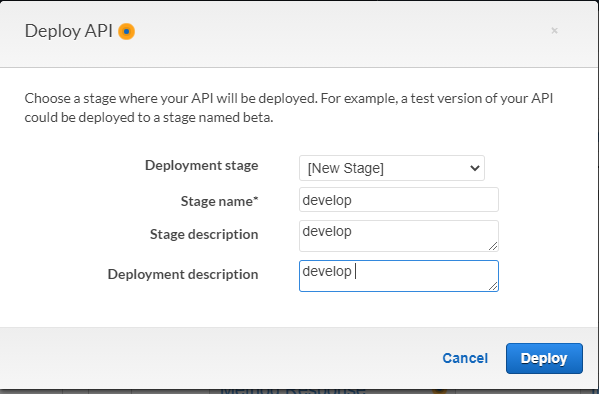 Deploy API
×
Choose a stage where your API will be deployed. For example, a test version of your API
could be deployed to a stage named beta.
Deployment stage [New Stage]
Stage name* develop
Stage description develop
Deployment description develop
Cancel Deploy
Method Response